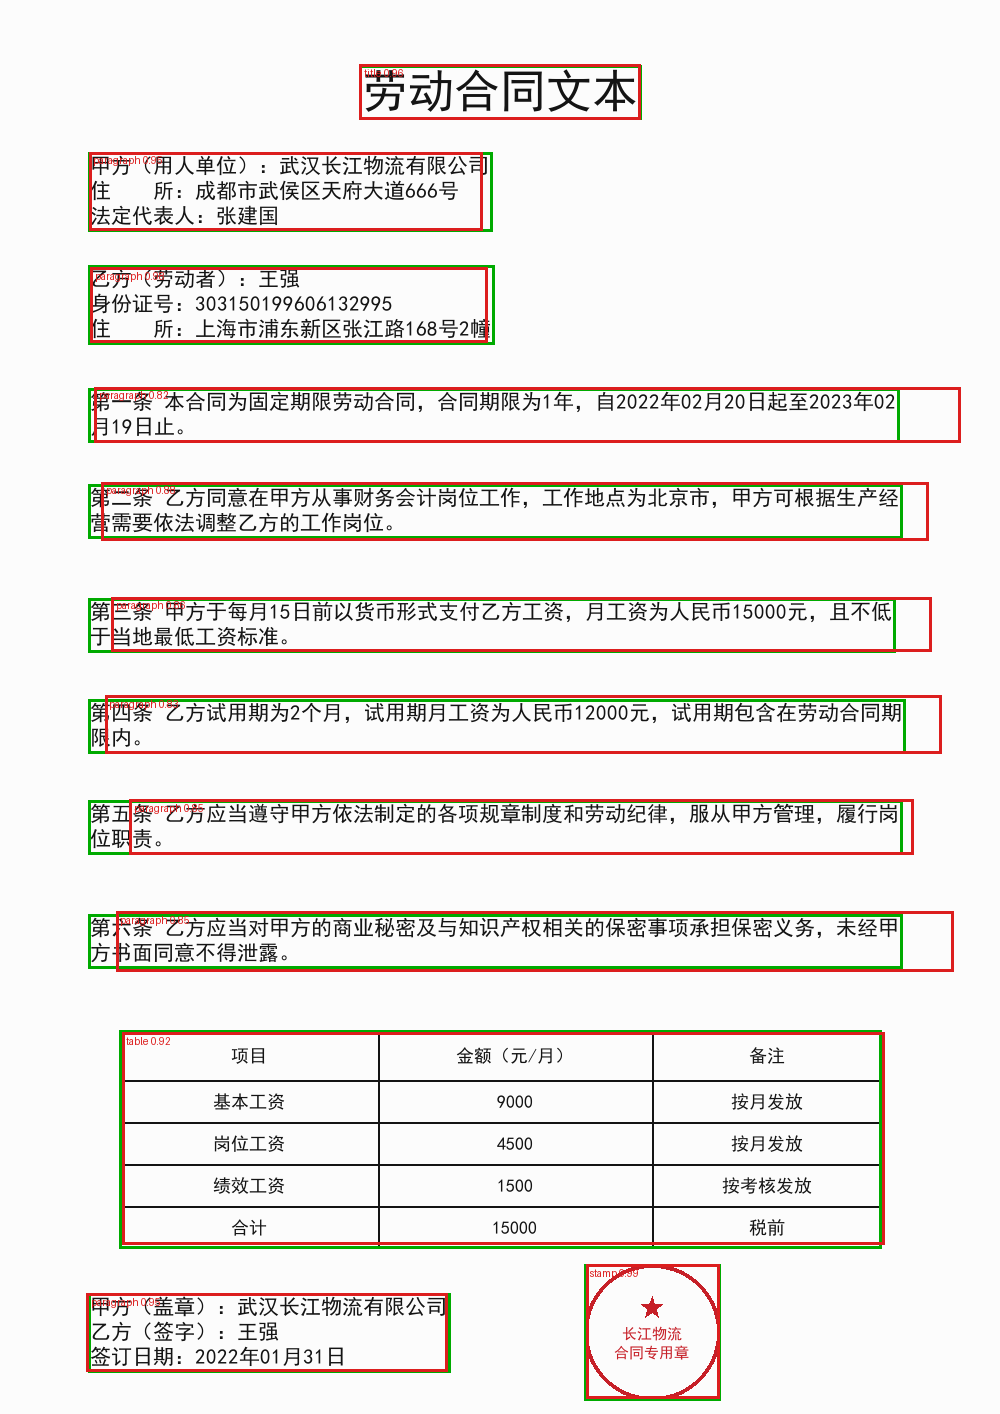 劳动合同文本
title 0.96
甲方（用人单位）：武汉长江物流有限公司
住　　所：成都市武侯区天府大道666号
法定代表人：张建国
乙方（劳动者）：王强
身份证号：303150199606132995
住　　所：上海市浦东新区张江路168号2幢
第一条 本合同为固定期限劳动合同，合同期限为1年，自2022年02月20日起至2023年02
月19日止。
第二条 乙方同意在甲方从事财务会计岗位工作，工作地点为北京市，甲方可根据生产经
营需要依法调整乙方的工作岗位。
第三条 甲方于每月15日前以货币形式支付乙方工资，月工资为人民币15000元，且不低
于当地最低工资标准。
第四条 乙方试用期为2个月，试用期月工资为人民币12000元，试用期包含在劳动合同期
限内。
第五条 乙方应当遵守甲方依法制定的各项规章制度和劳动纪律，服从甲方管理，履行岗
位职责。
第六条 乙方应当对甲方的商业秘密及与知识产权相关的保密事项承担保密义务，未经甲
方书面同意不得泄露。
table 0.92
项目 金额（元/月） 备注
基本工资 9000 按月发放
岗位工资 4500 按月发放
绩效工资 1500 按考核发放
合计 15000 税前
甲方（盖章）：武汉长江物流有限公司
乙方（签字）：王强
签订日期：2022年01月31日
stamp 0.99
长江物流
合同专用章